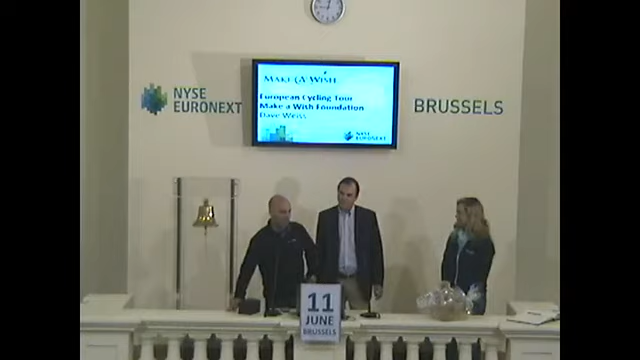 MAKE-A-WISH
European Cycling Tour
Make a Wish Foundation
Dave Weiss
NYSE
EURONEXT
NYSE
EURONEXT
BRUSSELS
11
JUNE
BRUSSELS